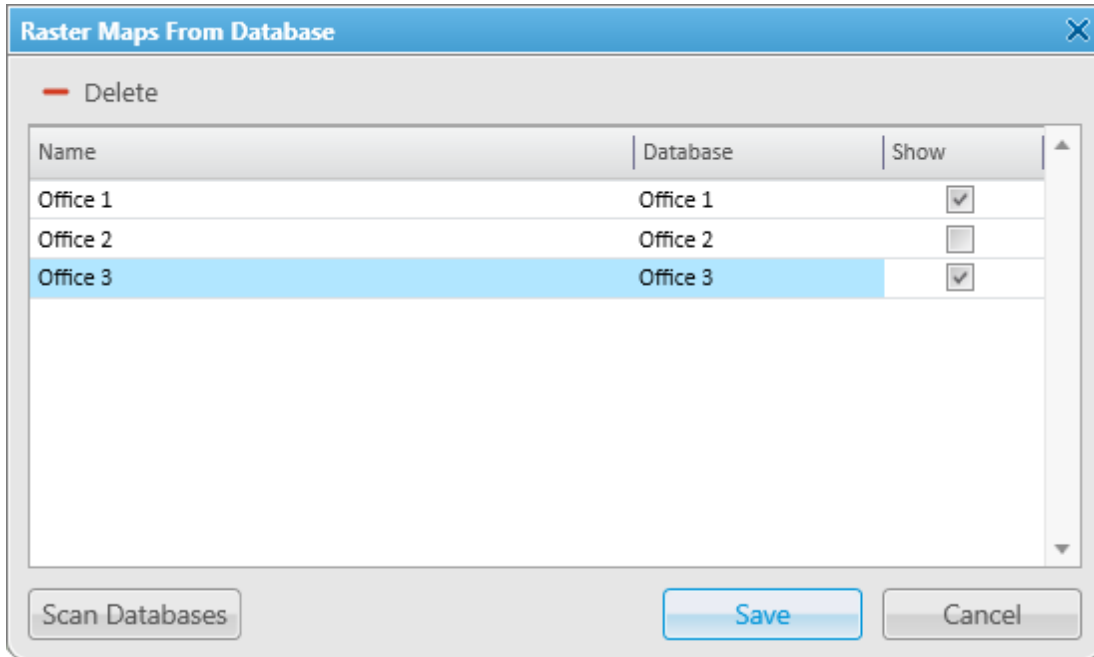 Raster Maps From Database
Delete
Name Database Show
Office 1 Office 1
Office 2 Office 2
Office 3 Office 3
Scan Databases Save Cancel